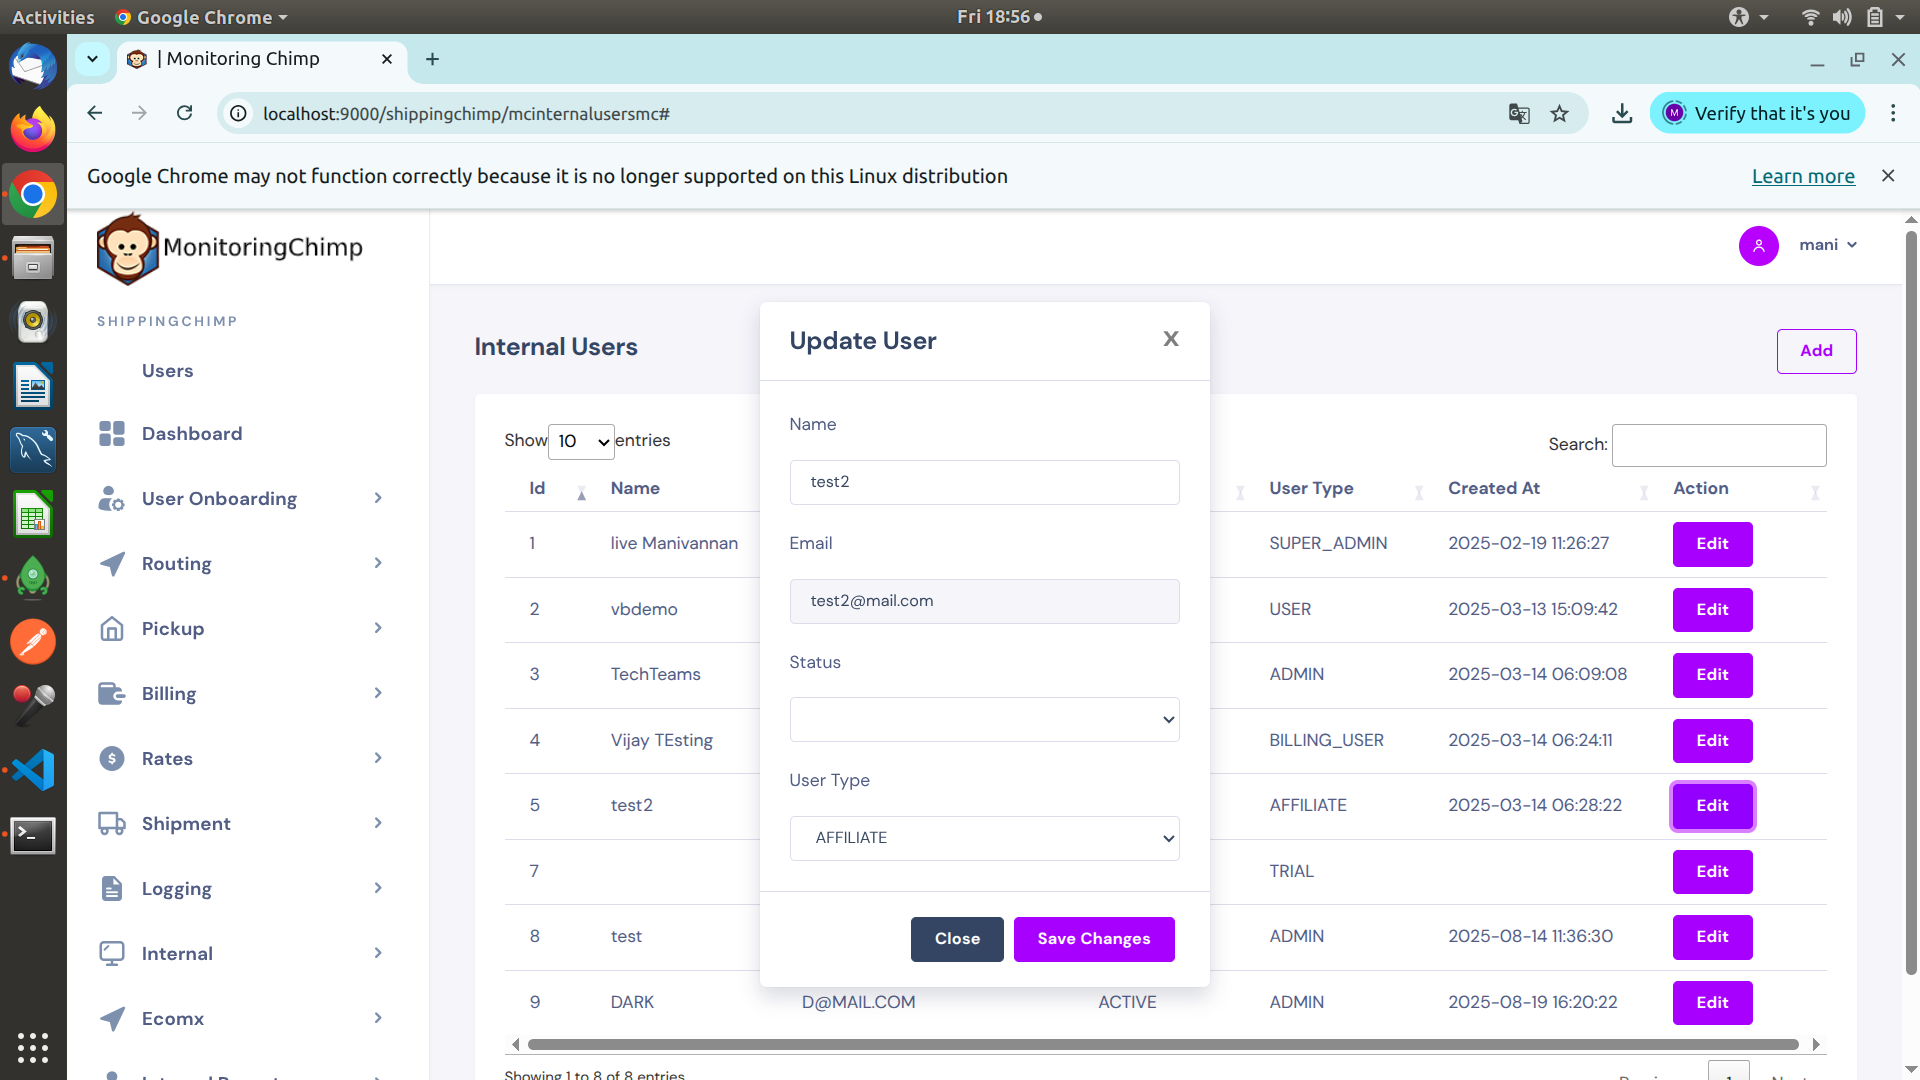 Activities
Google Chrome
Fri 18:56
| Monitoring Chimp
localhost:9000/shippingchimp/mcinternalusersmc#
M
Verify that it's you
Google Chrome may not function correctly because it is no longer supported on this Linux distribution
Learn more
MonitoringChimp
mani
SHIPPINGCHIMP
Users
Dashboard
User Onboarding
Routing
Pickup
Billing
Rates
Shipment
Logging
Internal
Ecomx
Internal Users
Add
Show 10 entries
Search:
Id Name User Type Created At Action
1 live Manivannan SUPER_ADMIN 2025-02-19 11:26:27 Edit
2 vbdemo USER 2025-03-13 15:09:42 Edit
3 TechTeams ADMIN 2025-03-14 06:09:08 Edit
4 Vijay TEsting BILLING_USER 2025-03-14 06:24:11 Edit
5 test2 AFFILIATE 2025-03-14 06:28:22 Edit
7 TRIAL Edit
8 test ADMIN 2025-08-14 11:36:30 Edit
9 DARK D@MAIL.COM ACTIVE ADMIN 2025-08-19 16:20:22 Edit
Showing 1 to 8 of 8 entries
Update User
X
Name
test2
Email
test2@mail.com
Status
User Type
AFFILIATE
Close
Save Changes